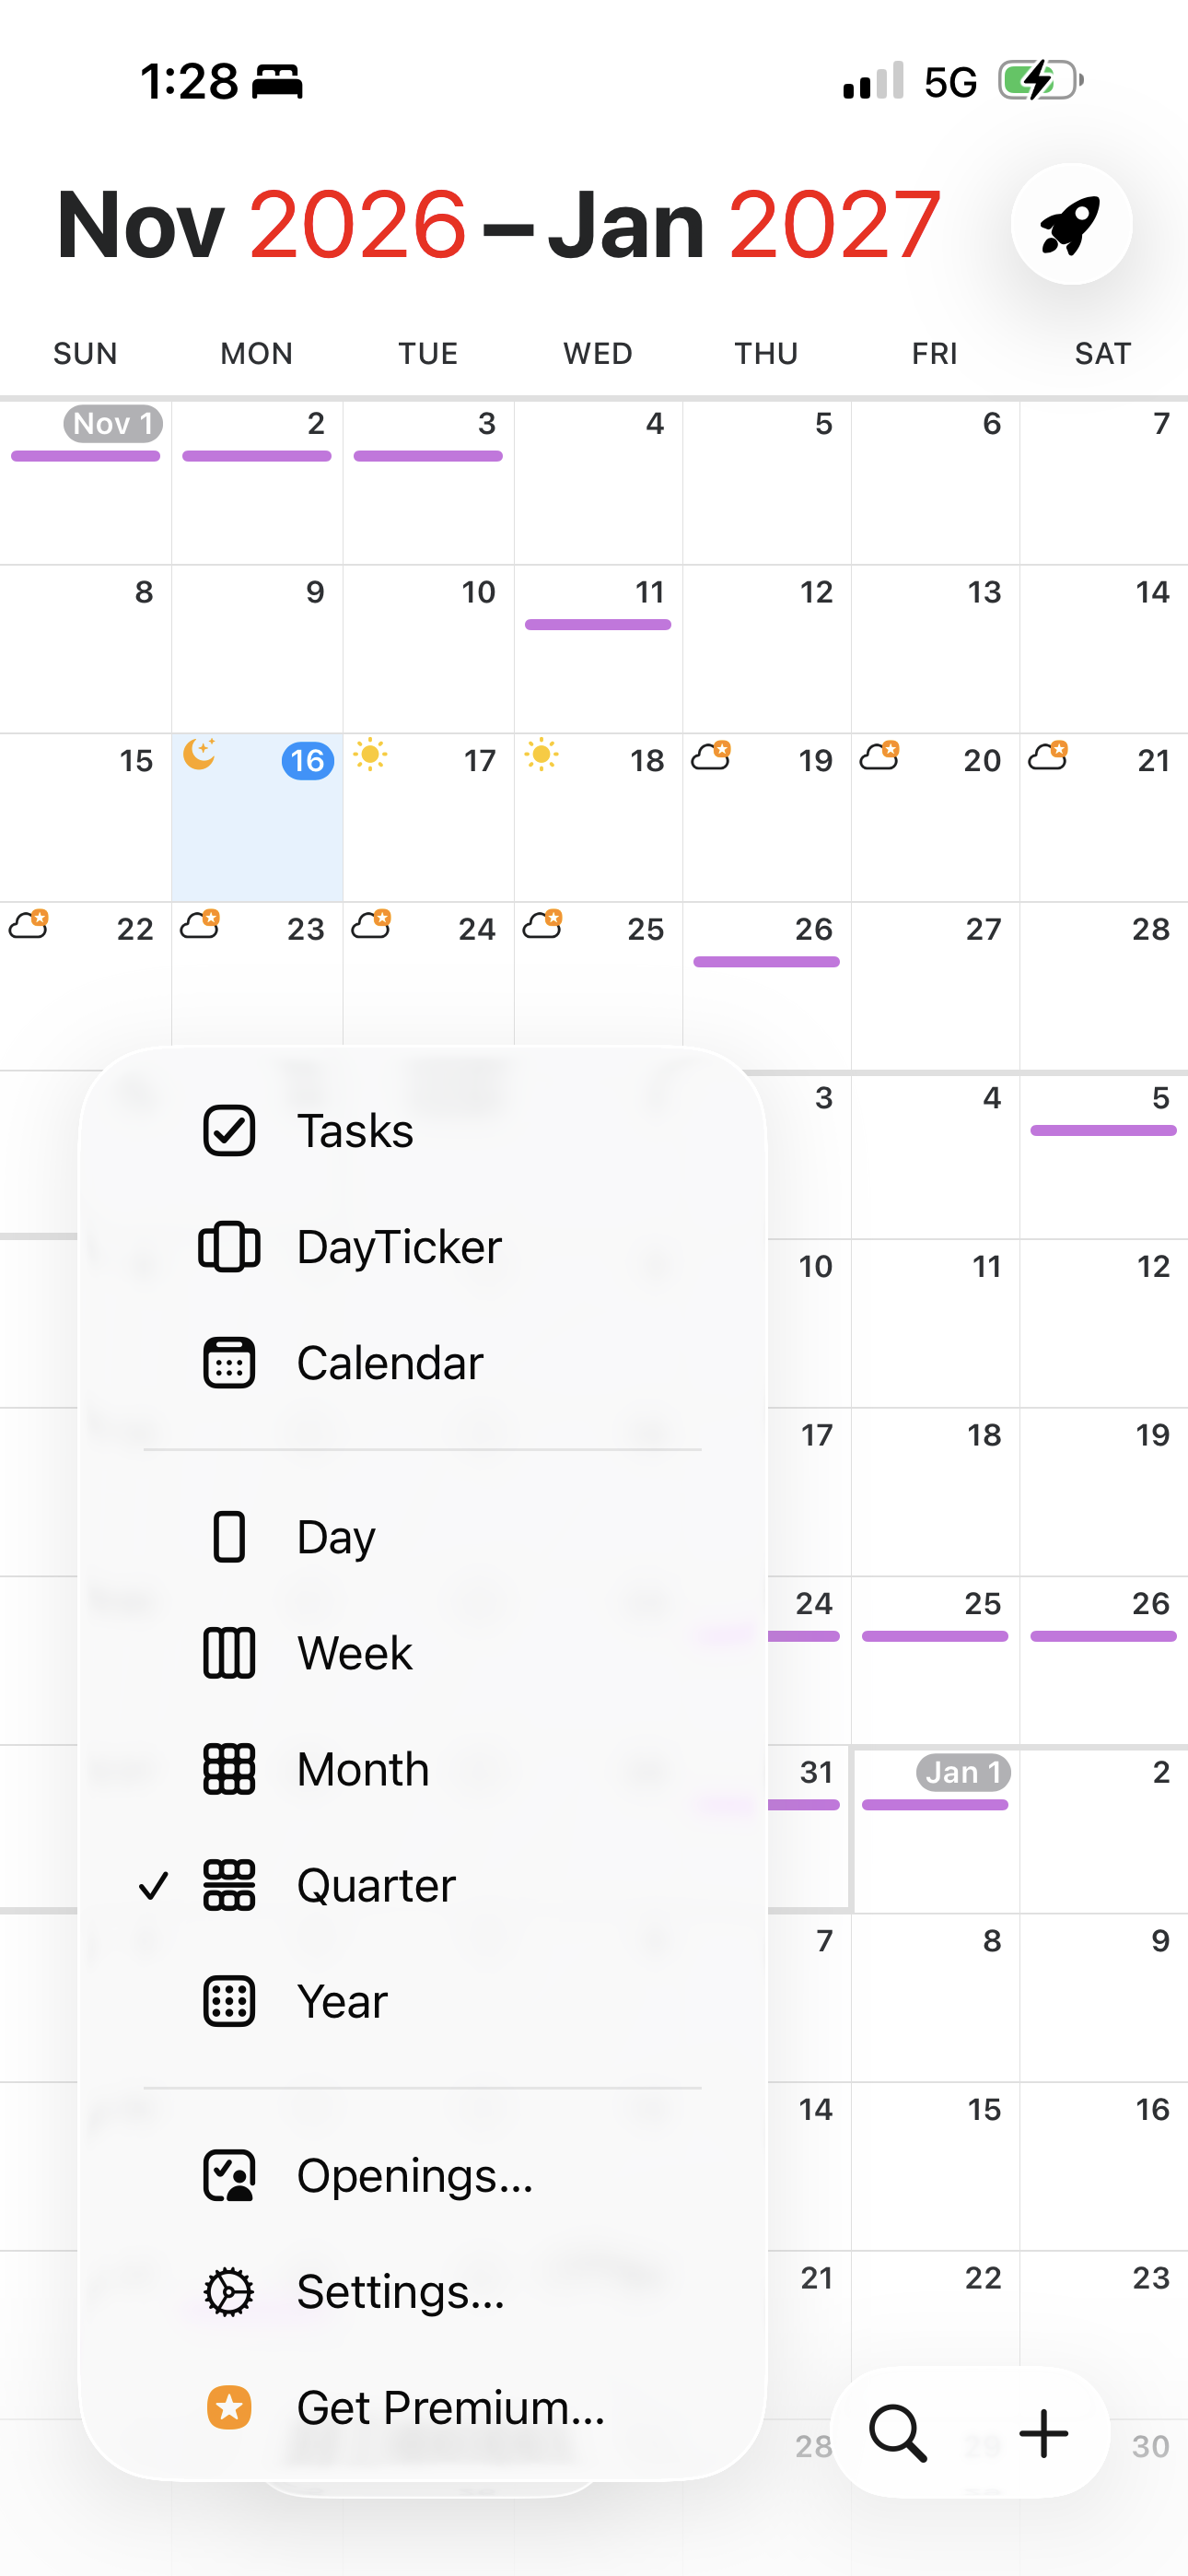 1:28 5G
Nov 2026 – Jan 2027
SUN MON TUE WED THU FRI SAT
Nov 1 2 3 4 5 6 7
8 9 10 11 12 13 14
15 16 17 18 19 20 21
22 23 24 25 26 27 28
3 4 5
Tasks
DayTicker
10 11 12
Calendar
17 18 19
Day
24 25 26
Week
Month
31 Jan 1 2
Quarter
7 8 9
Year
14 15 16
Openings...
21 22 23
Settings...
Get Premium...
28 29 30